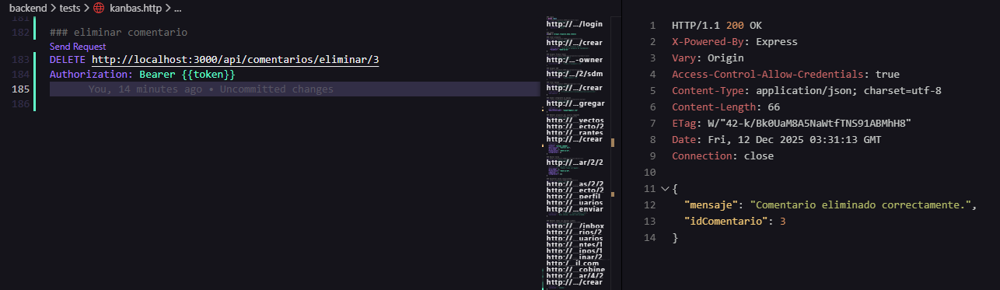 backend > tests > kanbas.http > ...
181
182 ### eliminar comentario
Send Request
183 DELETE http://localhost:3000/api/comentarios/eliminar/3
184 Authorization: Bearer {{token}}
185 You, 14 minutes ago • Uncommitted changes
186
http://.../login
http://.../crear
http://...-owner
http:/.../2/sdm
http://.../crear
http://...gregar
http://...yectos
http://...ecto/2
http://...rantes
http://.../crear
http://...ar/2/2
http://...as/2/2
http://...ecto/2
http://...perfil
http://...uarios
http://...enviar
http://.../inbox
http://...rios/2
http://...uarios
http://...ntes/1
http://...ipos/1
http://...inar/2
http://...il.com
http://...cobine
http://...ar/4/2
http://.../crear
1 HTTP/1.1 200 OK
2 X-Powered-By: Express
3 Vary: Origin
4 Access-Control-Allow-Credentials: true
5 Content-Type: application/json; charset=utf-8
6 Content-Length: 66
7 ETag: W/"42-k/Bk0UaM8A5NaWtfTNS91ABMhH8"
8 Date: Fri, 12 Dec 2025 03:31:13 GMT
9 Connection: close
10
11 {
12 "mensaje": "Comentario eliminado correctamente.",
13 "idComentario": 3
14 }